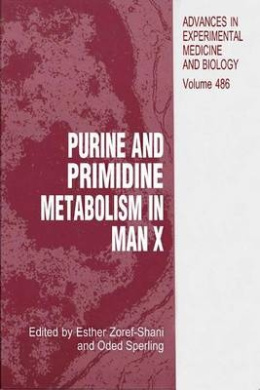 ADVANCES IN
EXPERIMENTAL
MEDICINE
AND BIOLOGY
Volume 486
PURINE AND
PRIMIDINE
METABOLISM IN
MAN X
Edited by Esther Zoref-Shani
and Oded Sperling